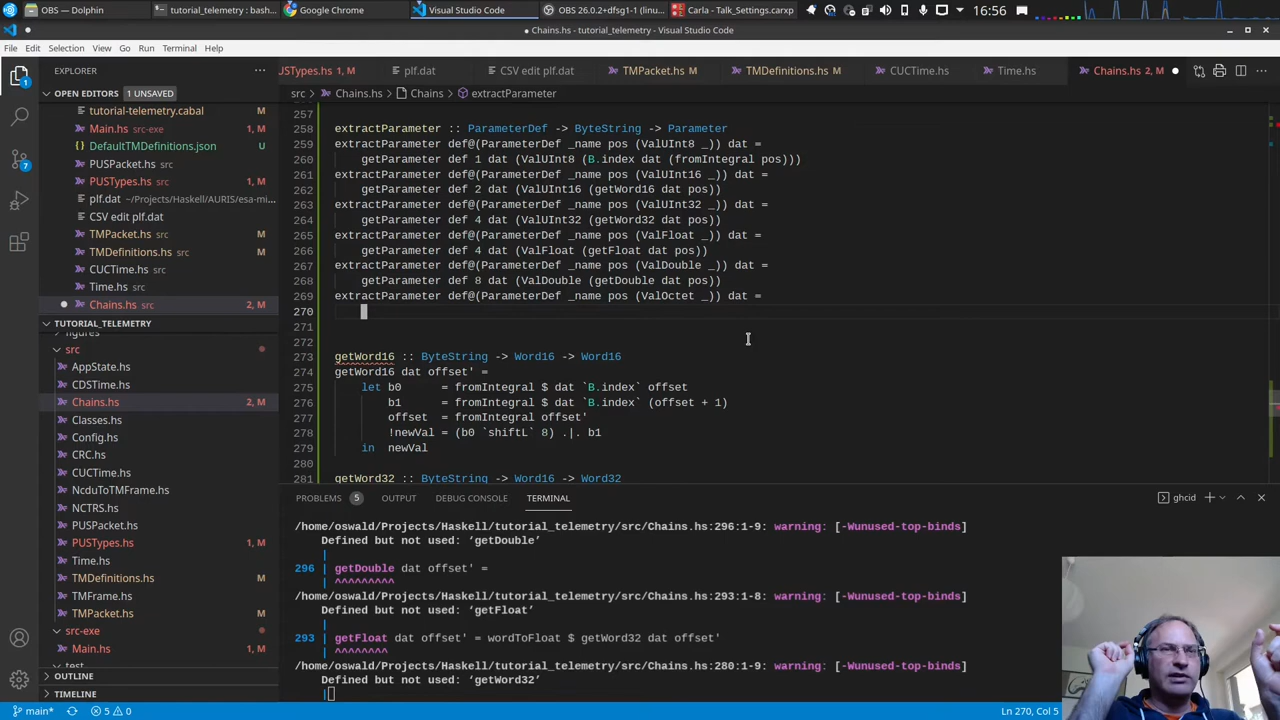 OBS (Debian)
tutorial_telemetry : bash...
Google Chrome
Visual Studio Code
OBS 26.0.2+dfsg1-1 (linu...
Carla - Talk_Settings.carxp
16:56
● Chains.hs - tutorial_telemetry - Visual Studio Code
File Edit Selection View Go Run Terminal Help
EXPLORER
USTypes.hs 1, M
plf.dat
CSV edit plf.dat
TMPacket.hs M
TMDefinitions.hs M
CUCTime.hs
Time.hs
Chains.hs 2, M
OPEN EDITORS 1 UNSAVED
src > Chains.hs > Chains > extractParameter
tutorial-telemetry.cabal M
Main.hs src-exe 1, M
DefaultTMDefinitions.hs U
PUSPacket.hs src
PUSTypes.hs src 1, M
plf.dat ~/Projects/Haskell/AURIS/esa-mi...
CSV edit plf.dat
TMPacket.hs src M
TMDefinitions.hs src M
CUCTime.hs src
Time.hs src
Chains.hs src 2, M
TUTORIAL_TELEMETRY
figures
src
AppState.hs
CDSTime.hs
Chains.hs 2, M
Classes.hs
Config.hs
CRC.hs
CUCTime.hs
NcduToTMFrame.hs
NCTRS.hs
PUSPacket.hs
PUSTypes.hs 1, M
Time.hs
TMDefinitions.hs M
TMFrame.hs
TMPacket.hs M
src-exe
Main.hs 1, M
test
OUTLINE
TIMELINE
257
258 extractParameter :: ParameterDef -> ByteString -> Parameter
259 extractParameter def@(ParameterDef _name pos (ValUInt8 _)) dat =
260     getParameter def 1 dat (ValUInt8 (B.index dat (fromIntegral pos)))
261 extractParameter def@(ParameterDef _name pos (ValUInt16 _)) dat =
262     getParameter def 2 dat (ValUInt16 (getWord16 dat pos))
263 extractParameter def@(ParameterDef _name pos (ValUInt32 _)) dat =
264     getParameter def 4 dat (ValUInt32 (getWord32 dat pos))
265 extractParameter def@(ParameterDef _name pos (ValFloat _)) dat =
266     getParameter def 4 dat (ValFloat (getFloat dat pos))
267 extractParameter def@(ParameterDef _name pos (ValDouble _)) dat =
268     getParameter def 8 dat (ValDouble (getDouble dat pos))
269 extractParameter def@(ParameterDef _name pos (ValOctet _)) dat =
270
271
272
273 getWord16 :: ByteString -> Word16 -> Word16
274 getWord16 dat offset' =
275     let b0      = fromIntegral $ dat `B.index` offset
276         b1      = fromIntegral $ dat `B.index` (offset + 1)
277         offset  = fromIntegral offset'
278         !newVal = (b0 `shiftL` 8) .|. b1
279     in  newVal
280
281 getWord32 :: ByteString -> Word16 -> Word32
PROBLEMS 5 OUTPUT DEBUG CONSOLE TERMINAL
ghcid
/home/oswald/Projects/Haskell/tutorial_telemetry/src/Chains.hs:296:1-9: warning: [-Wunused-top-binds]
    Defined but not used: ‘getDouble’
    |
296 | getDouble dat offset' =
    | ^^^^^^^^^
/home/oswald/Projects/Haskell/tutorial_telemetry/src/Chains.hs:293:1-8: warning: [-Wunused-top-binds]
    Defined but not used: ‘getFloat’
    |
293 | getFloat dat offset' = wordToFloat $ getWord32 dat offset'
    | ^^^^^^^^
/home/oswald/Projects/Haskell/tutorial_telemetry/src/Chains.hs:280:1-9: warning: [-Wunused-top-binds]
    Defined but not used: ‘getWord32’
    |
main* 5 0
Ln 270, Col 5